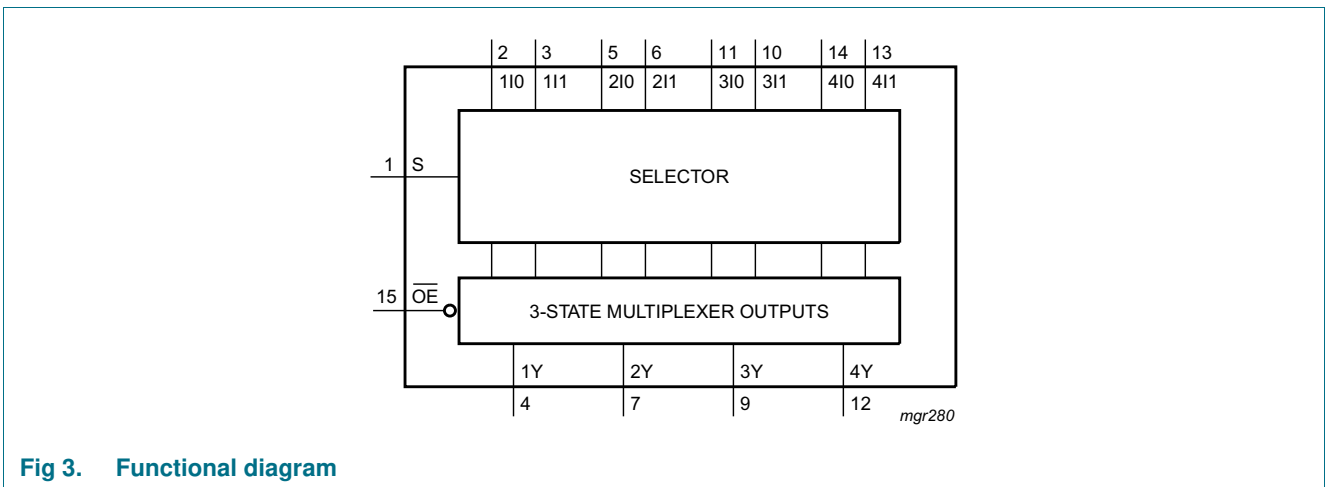 2 3 5 6 11 10 14 13
1I0 1I1 2I0 2I1 3I0 3I1 4I0 4I1
1 S
SELECTOR
15 O̅E̅
3-STATE MULTIPLEXER OUTPUTS
1Y 2Y 3Y 4Y
4 7 9 12
mgr280
Fig 3. Functional diagram